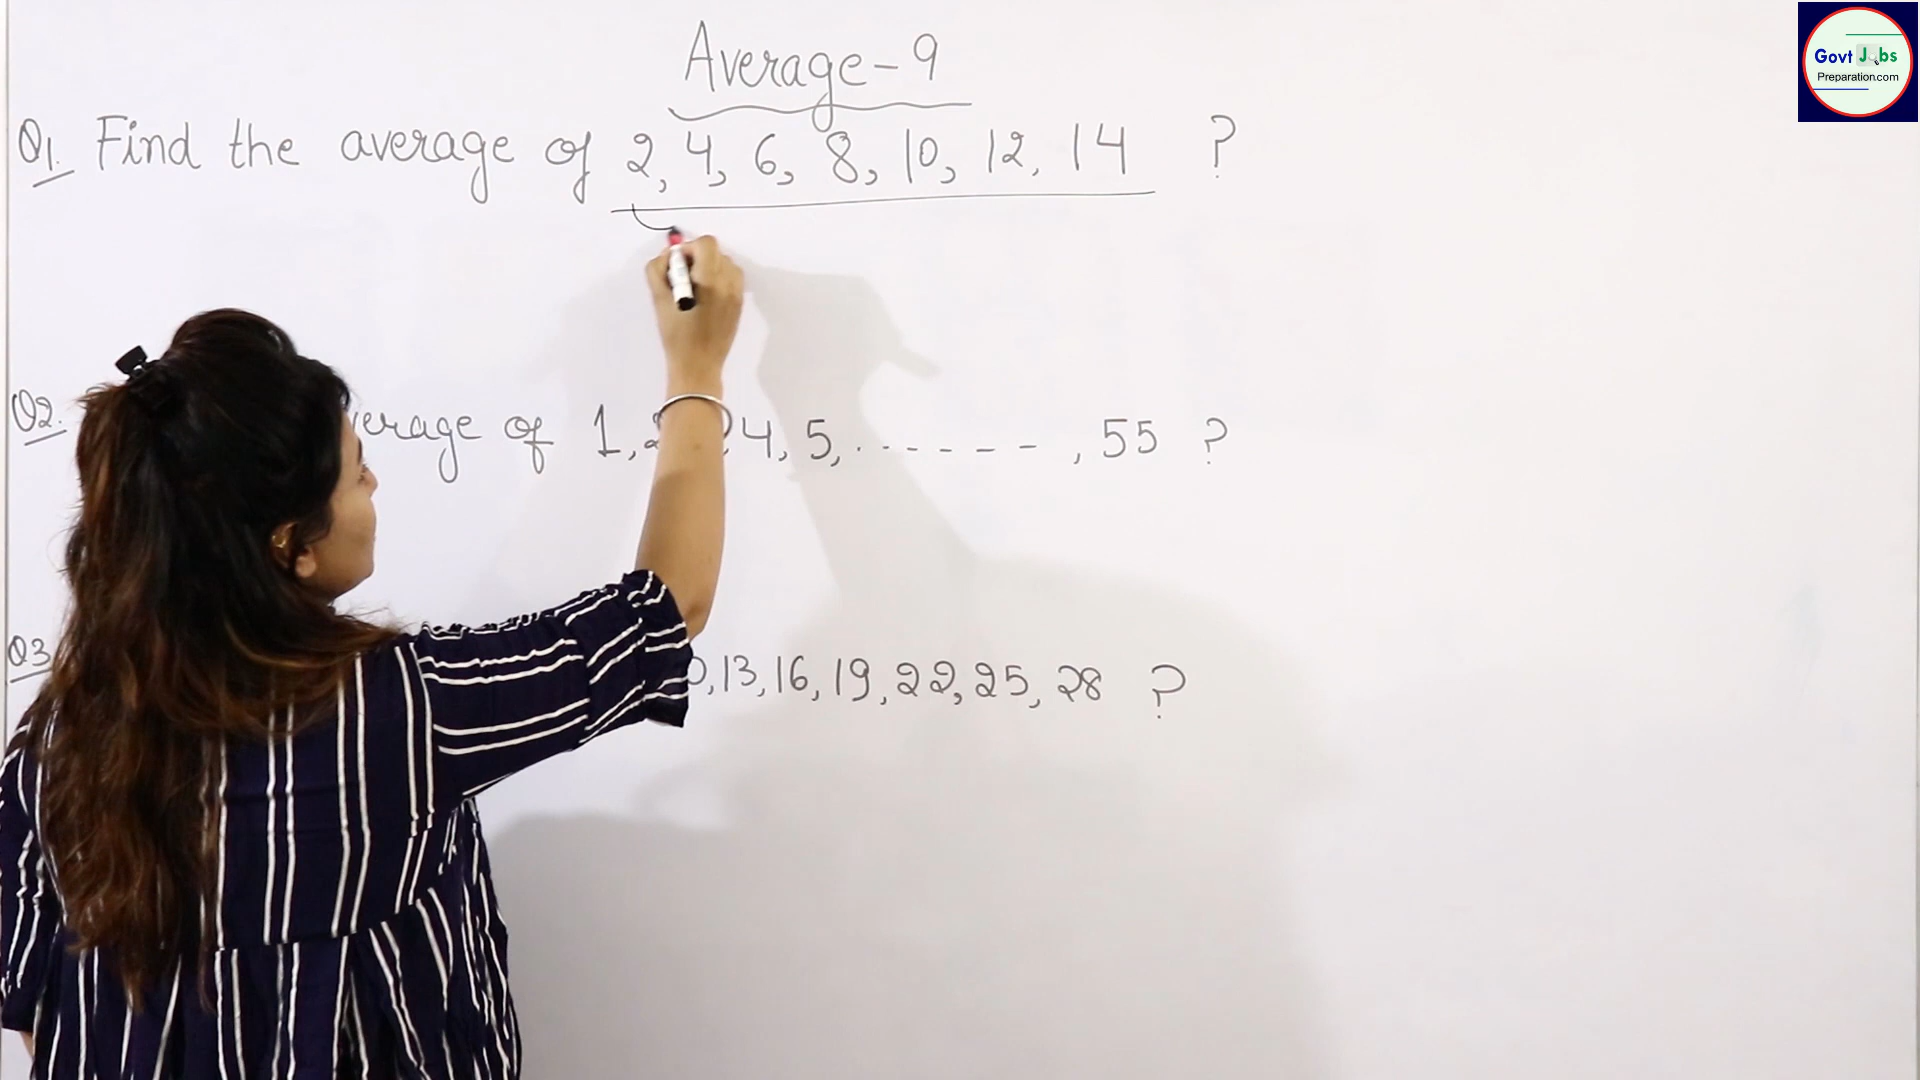 Average-9
Q1. Find the average of 2, 4, 6, 8, 10, 12, 14 ?
Q2. verage of 1, 4, 5, ------ , 55 ?
Q3 13, 16, 19, 22, 25, 28 ?
Govt Jobs
Preparation.com